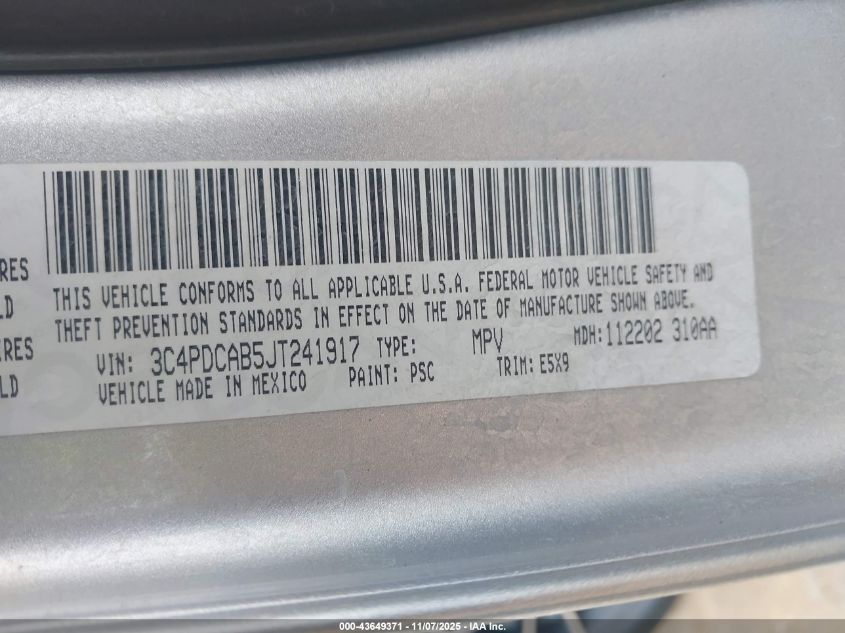 THIS VEHICLE CONFORMS TO ALL APPLICABLE U.S.A. FEDERAL MOTOR VEHICLE SAFETY AND
THEFT PREVENTION STANDARDS IN EFFECT ON THE DATE OF MANUFACTURE SHOWN ABOVE.
VIN: 3C4PDCAB5JT241917 TYPE: MPV MDH:112202 310AA
VEHICLE MADE IN MEXICO PAINT: PSC TRIM: E5X9
RES
LD
IRES
LD
000-43649371 - 11/07/2025 - IAA Inc.